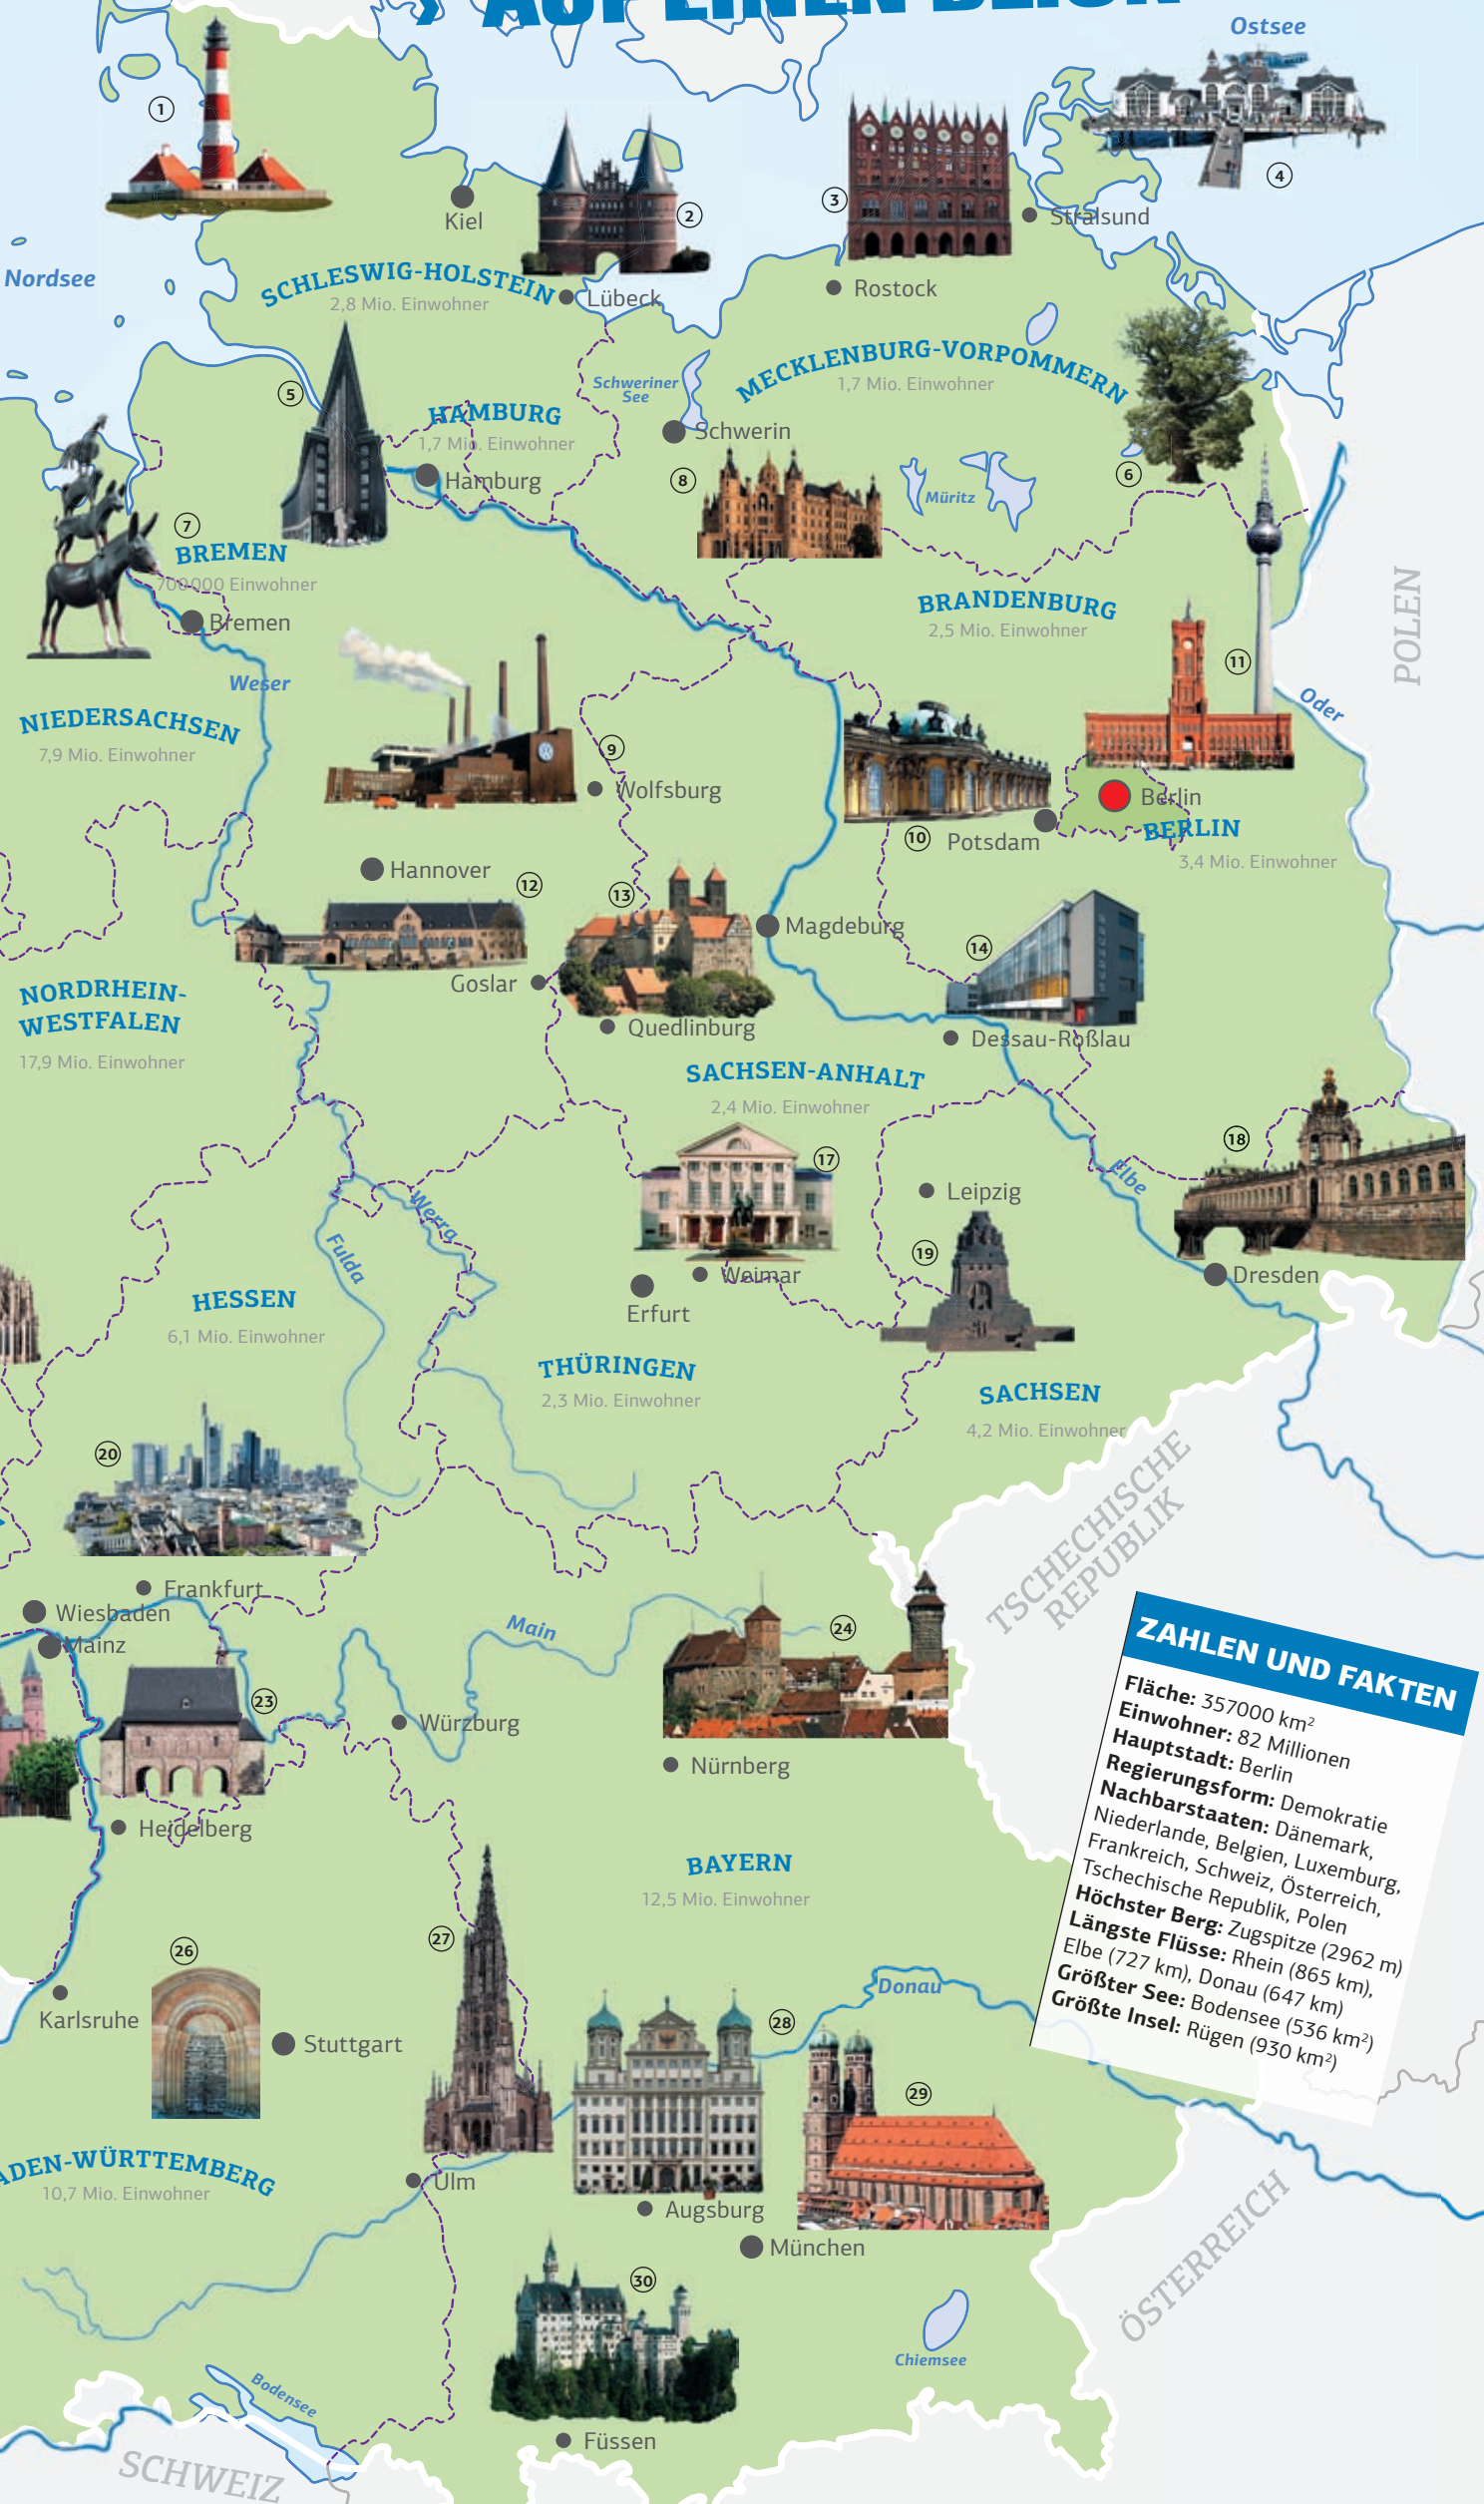 › AUF EINEN BLICK
Ostsee
1
4
3
2
Kiel
Stralsund
Nordsee
SCHLESWIG-HOLSTEIN
2,8 Mio. Einwohner
Lübeck
Rostock
MECKLENBURG-VORPOMMERN
1,7 Mio. Einwohner
Schweriner
See
5
HAMBURG
1,7 Mio. Einwohner
Hamburg
Schwerin
8
6
Müritz
7
BREMEN
700000 Einwohner
Bremen
BRANDENBURG
2,5 Mio. Einwohner
POLEN
11
Weser
Oder
NIEDERSACHSEN
7,9 Mio. Einwohner
9
Wolfsburg
Berlin
BERLIN
3,4 Mio. Einwohner
10
Potsdam
Hannover
12
13
Magdeburg
14
Goslar
Quedlinburg
Dessau-Roßlau
NORDRHEIN-
WESTFALEN
17,9 Mio. Einwohner
SACHSEN-ANHALT
2,4 Mio. Einwohner
18
17
Leipzig
Elbe
Werra
Fulda
19
Weimar
Erfurt
Dresden
HESSEN
6,1 Mio. Einwohner
THÜRINGEN
2,3 Mio. Einwohner
SACHSEN
4,2 Mio. Einwohner
TSCHECHISCHE
REPUBLIK
20
Frankfurt
Wiesbaden
Mainz
Main
24
23
Würzburg
Nürnberg
Heidelberg
ZAHLEN UND FAKTEN
Fläche: 357000 km²
Einwohner: 82 Millionen
Hauptstadt: Berlin
Regierungsform: Demokratie
Nachbarstaaten: Dänemark,
Niederlande, Belgien, Luxemburg,
Frankreich, Schweiz, Österreich,
Tschechische Republik, Polen
Höchster Berg: Zugspitze (2962 m)
Längste Flüsse: Rhein (865 km),
Elbe (727 km), Donau (647 km)
Größter See: Bodensee (536 km²)
Größte Insel: Rügen (930 km²)
BAYERN
12,5 Mio. Einwohner
27
26
Donau
Karlsruhe
Stuttgart
28
29
ADEN-WÜRTTEMBERG
10,7 Mio. Einwohner
Ulm
Augsburg
München
30
ÖSTERREICH
Chiemsee
Bodensee
Füssen
SCHWEIZ